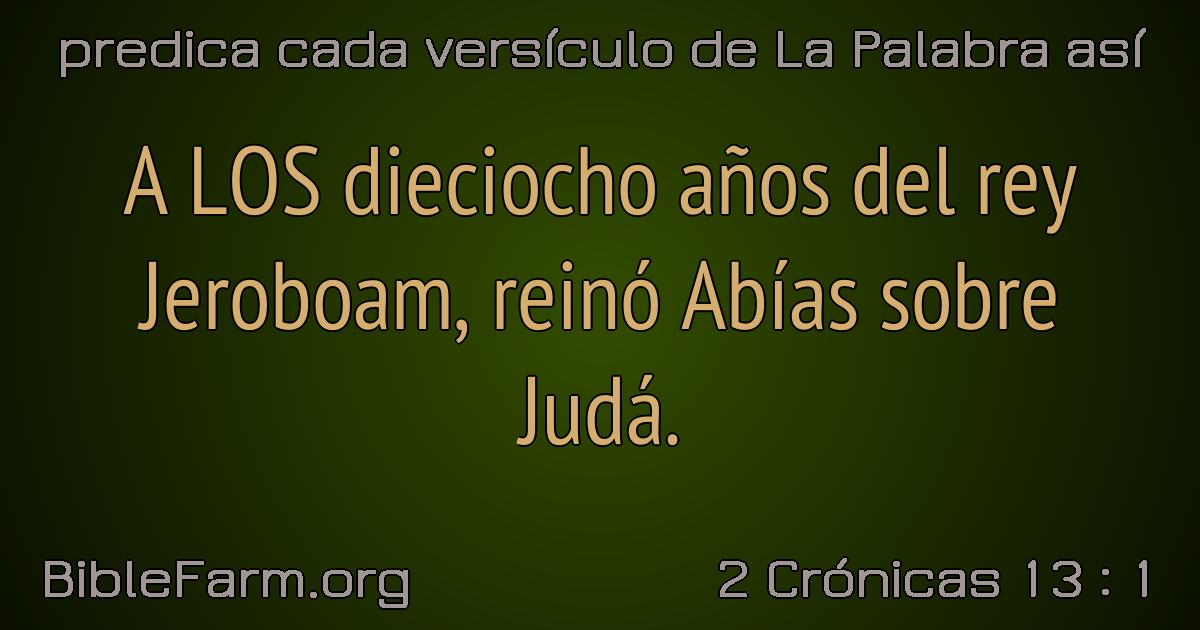 predica cada versículo de La Palabra así
A LOS dieciocho años del rey
Jeroboam, reinó Abías sobre
Judá.
BibleFarm.org
2 Crónicas 13 : 1